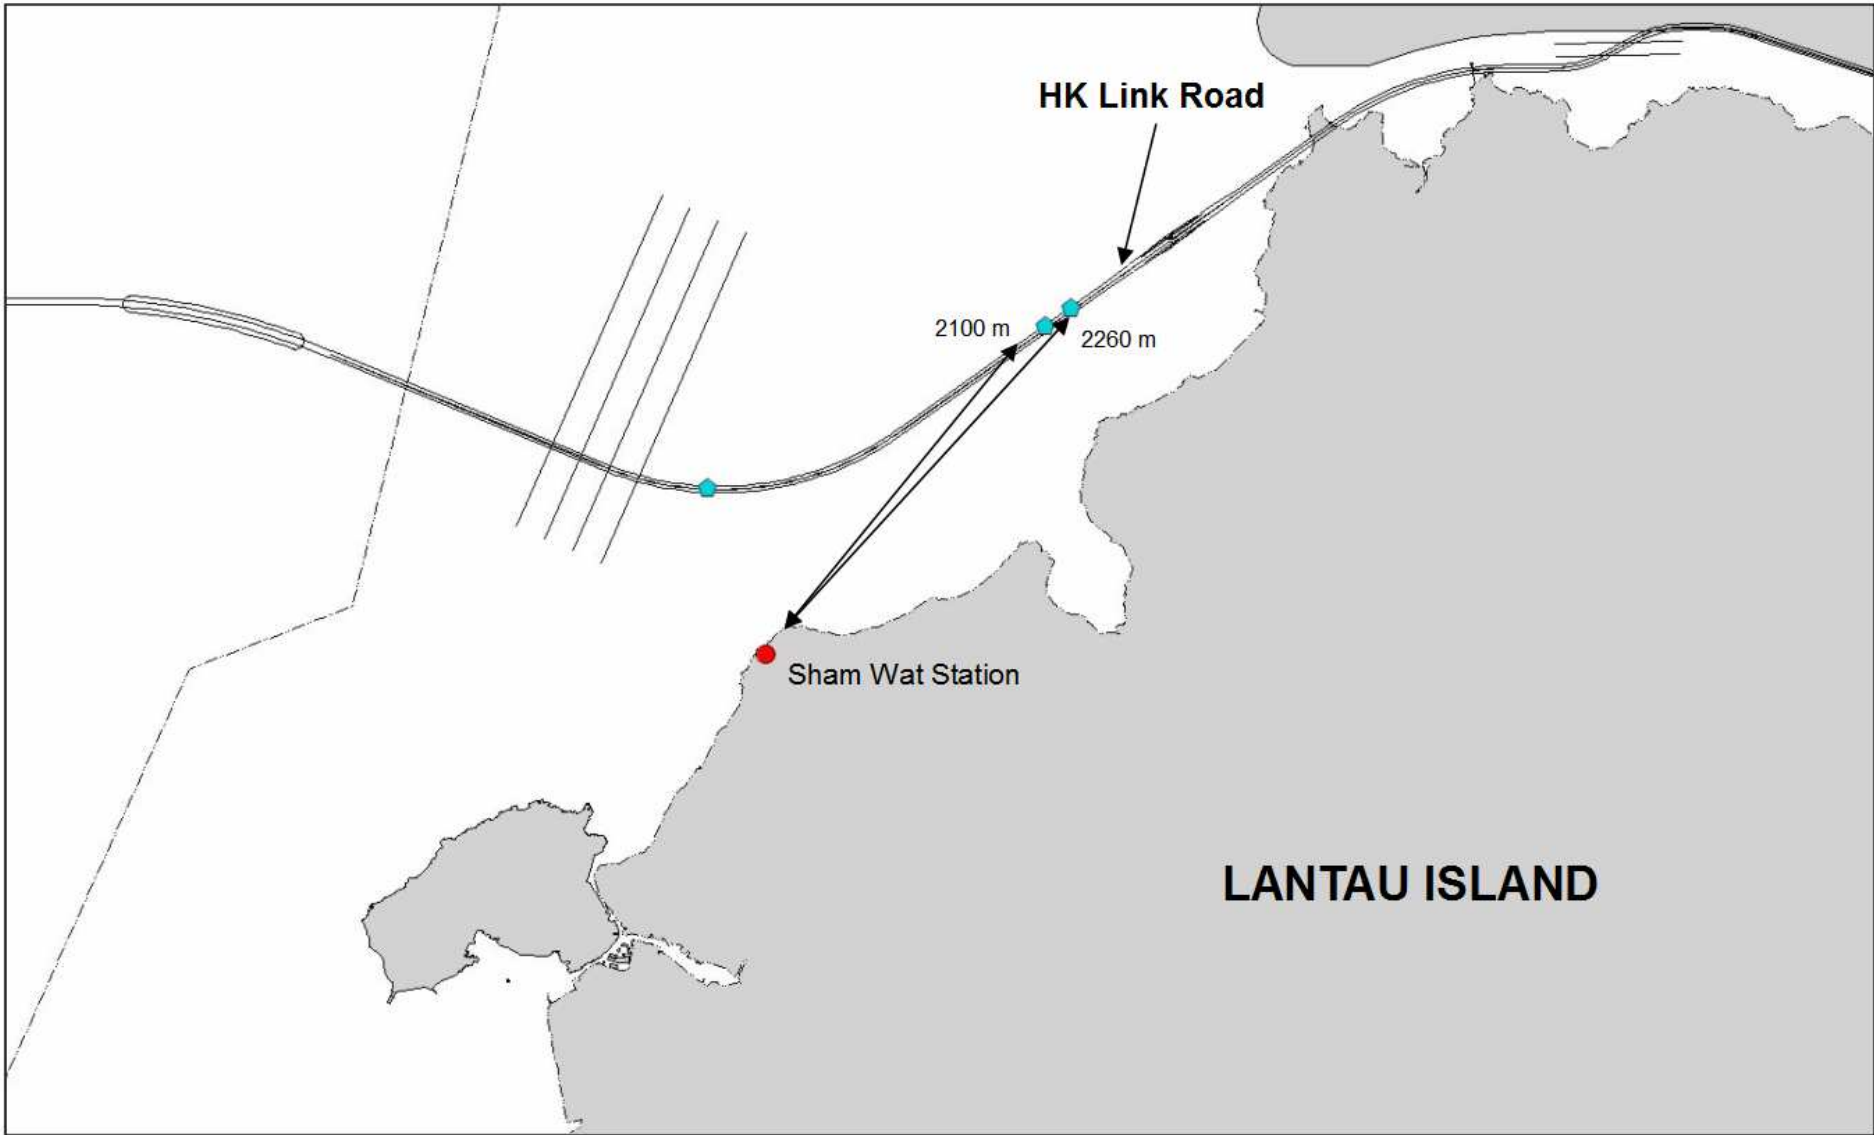 HK Link Road
2100 m
2260 m
Sham Wat Station
LANTAU ISLAND